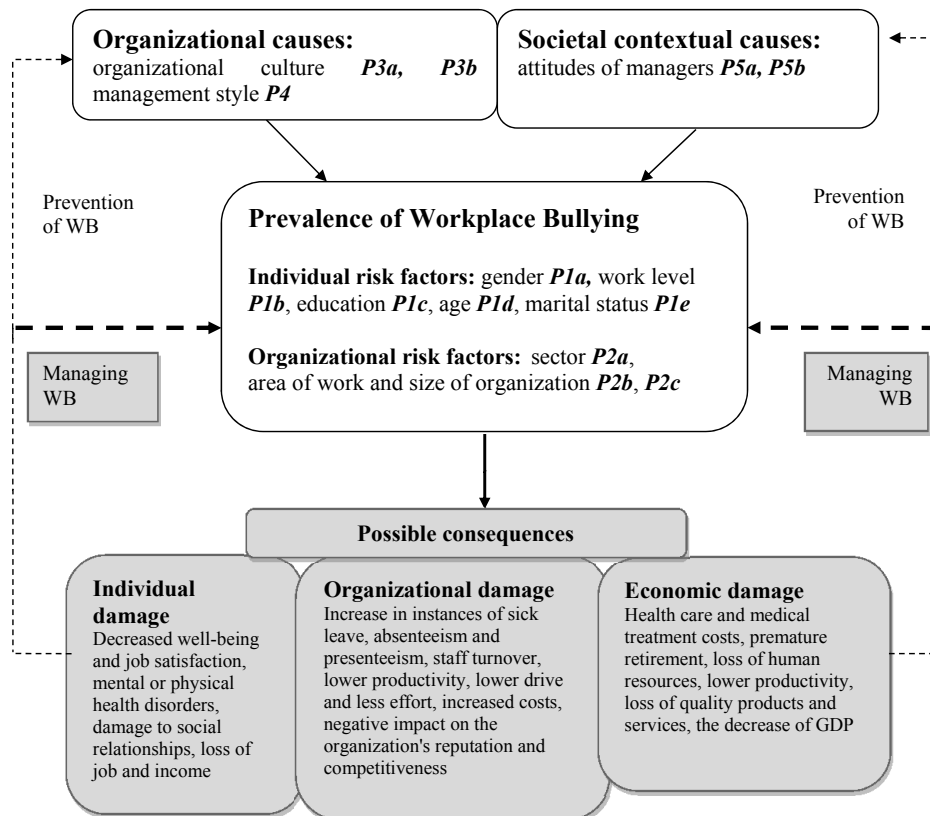 Organizational causes:
organizational culture P3a, P3b
management style P4
Societal contextual causes:
attitudes of managers P5a, P5b
Prevention
of WB
Prevention
of WB
Prevalence of Workplace Bullying
Individual risk factors: gender P1a, work level
P1b, education P1c, age P1d, marital status P1e
Organizational risk factors: sector P2a,
area of work and size of organization P2b, P2c
Managing
WB
Managing
WB
Possible consequences
Individual
damage
Decreased well-being
and job satisfaction,
mental or physical
health disorders,
damage to social
relationships, loss of
job and income
Organizational damage
Increase in instances of sick
leave, absenteeism and
presenteeism, staff turnover,
lower productivity, lower drive
and less effort, increased costs,
negative impact on the
organization's reputation and
competitiveness
Economic damage
Health care and medical
treatment costs, premature
retirement, loss of human
resources, lower productivity,
loss of quality products and
services, the decrease of GDP